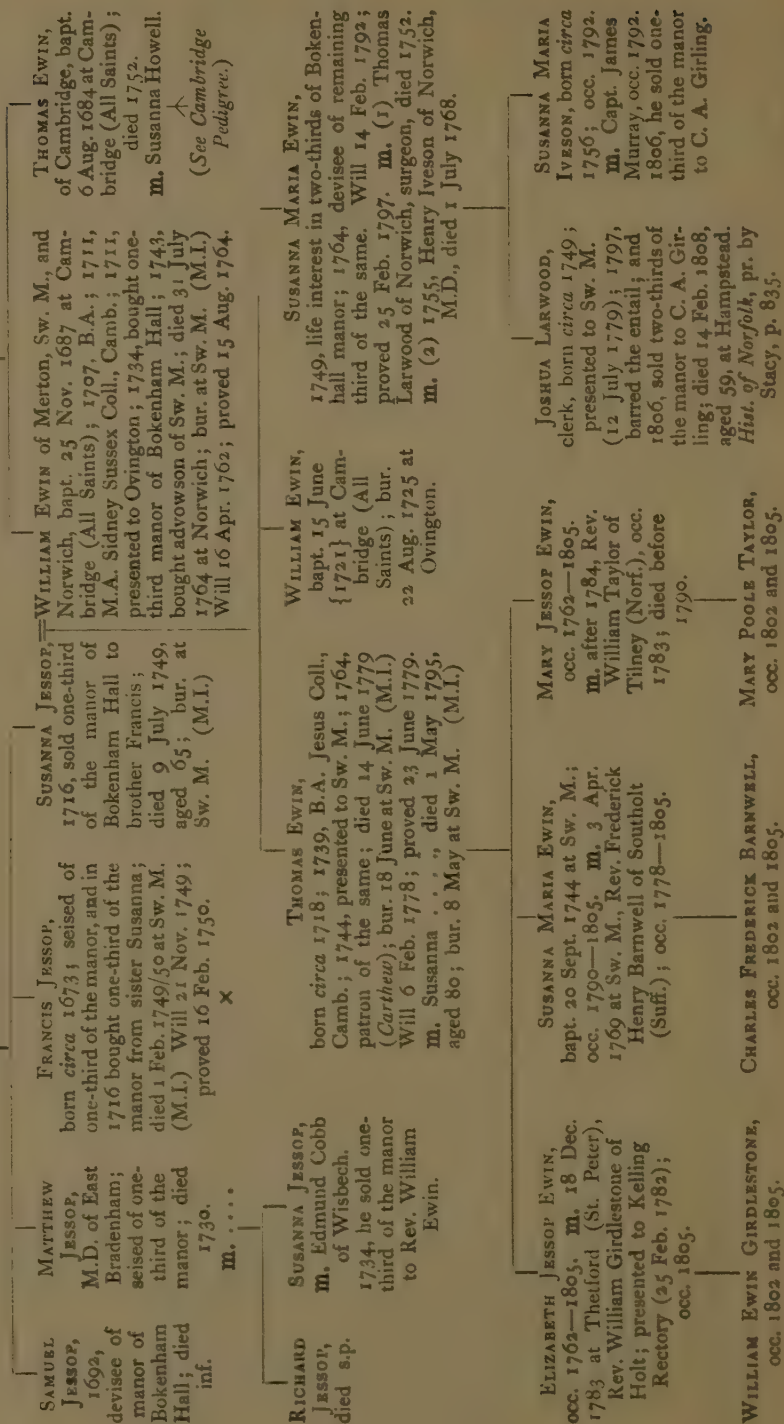 SAMUEL
JESSOP,
1692,
devisee of
manor of
Bokenham
Hall; died
inf.
MATTHEW
JESSOP,
M.D. of East
Bradenham;
seised of one-
third of the
manor; died
1730.
m. ....
FRANCIS JESSOP,
born circa 1673; seised of
one-third of the manor, and in
1716 bought one-third of the
manor from sister Susanna;
died 1 Feb. 1749/50 at Sw. M.
(M.I.) Will 21 Nov. 1749;
proved 16 Feb. 1750.
×
SUSANNA JESSOP,
1716, sold one-third
of the manor of
Bokenham Hall to
brother Francis;
died 9 July 1749,
aged 65; bur. at
Sw. M. (M.I.)
=WILLIAM EWIN of Merton, Sw. M., and
Norwich, bapt. 25 Nov. 1687 at Cam-
bridge (All Saints); 1707, B.A.; 1711,
M.A. Sidney Sussex Coll., Camb.; 1711,
presented to Ovington; 1734, bought one-
third manor of Bokenham Hall; 1743,
bought advowson of Sw. M.; died 31 July
1764 at Norwich; bur. at Sw. M. (M.I.)
Will 16 Apr. 1762; proved 15 Aug. 1764.
THOMAS EWIN,
of Cambridge, bapt.
6 Aug. 1684 at Cam-
bridge (All Saints);
died 1752.
m. Susanna Howell.
(See Cambridge
Pedigree.)
RICHARD
JESSOP,
died s.p.
SUSANNA JESSOP,
m. Edmund Cobb
of Wisbech.
1734, he sold one-
third of the manor
to Rev. William
Ewin.
THOMAS EWIN,
born circa 1718; 1739, B.A. Jesus Coll.,
Camb.; 1744, presented to Sw. M.; 1764,
patron of the same; died 14 June 1779
(Carthew); bur. 18 June at Sw. M. (M.I.)
Will 6 Feb. 1778; proved 23 June 1779.
m. Susanna . . . ., died 1 May 1795,
aged 80; bur. 8 May at Sw. M. (M.I.)
WILLIAM EWIN,
bapt. 15 June
{1721} at Cam-
bridge (All
Saints); bur.
22 Aug. 1725 at
Ovington.
SUSANNA MARIA EWIN,
1749, life interest in two-thirds of Boken-
hall manor; 1764, devisee of remaining
third of the same. Will 14 Feb. 1792;
proved 25 Feb. 1797. m. (1) Thomas
Larwood of Norwich, surgeon, died 1752.
m. (2) 1755, Henry Iveson of Norwich,
M.D., died 1 July 1768.
ELIZABETH JESSOP EWIN,
occ. 1762—1805. m. 18 Dec.
1783 at Thetford (St. Peter),
Rev. William Girdlestone of
Holt; presented to Kelling
Rectory (25 Feb. 1782);
occ. 1805.
SUSANNA MARIA EWIN,
bapt. 20 Sept. 1744 at Sw. M.;
occ. 1790—1805. m. 3 Apr.
1769 at Sw. M., Rev. Frederick
Henry Barnwell of Southolt
(Suff.); occ. 1778—1805.
MARY JESSOP EWIN,
occ. 1762—1805.
m. after 1784, Rev.
William Taylor of
Tilney (Norf.), occ.
1783; died before
1790.
JOSHUA LARWOOD,
clerk, born circa 1749;
presented to Sw. M.
(12 July 1779); 1797,
barred the entail; and
1806, sold two-thirds of
the manor to C. A. Gir-
ling; died 14 Feb. 1808,
aged 59, at Hampstead.
Hist. of Norfolk, pr. by
Stacy, p. 835.
SUSANNA MARIA
IVESON, born circa
1756; occ. 1792.
m. Capt. James
Murray, occ. 1792.
1806, he sold one-
third of the manor
to C. A. Girling.
WILLIAM EWIN GIRDLESTONE,
occ. 1802 and 1805.
CHARLES FREDERICK BARNWELL,
occ. 1802 and 1805.
MARY POOLE TAYLOR,
occ. 1802 and 1805.